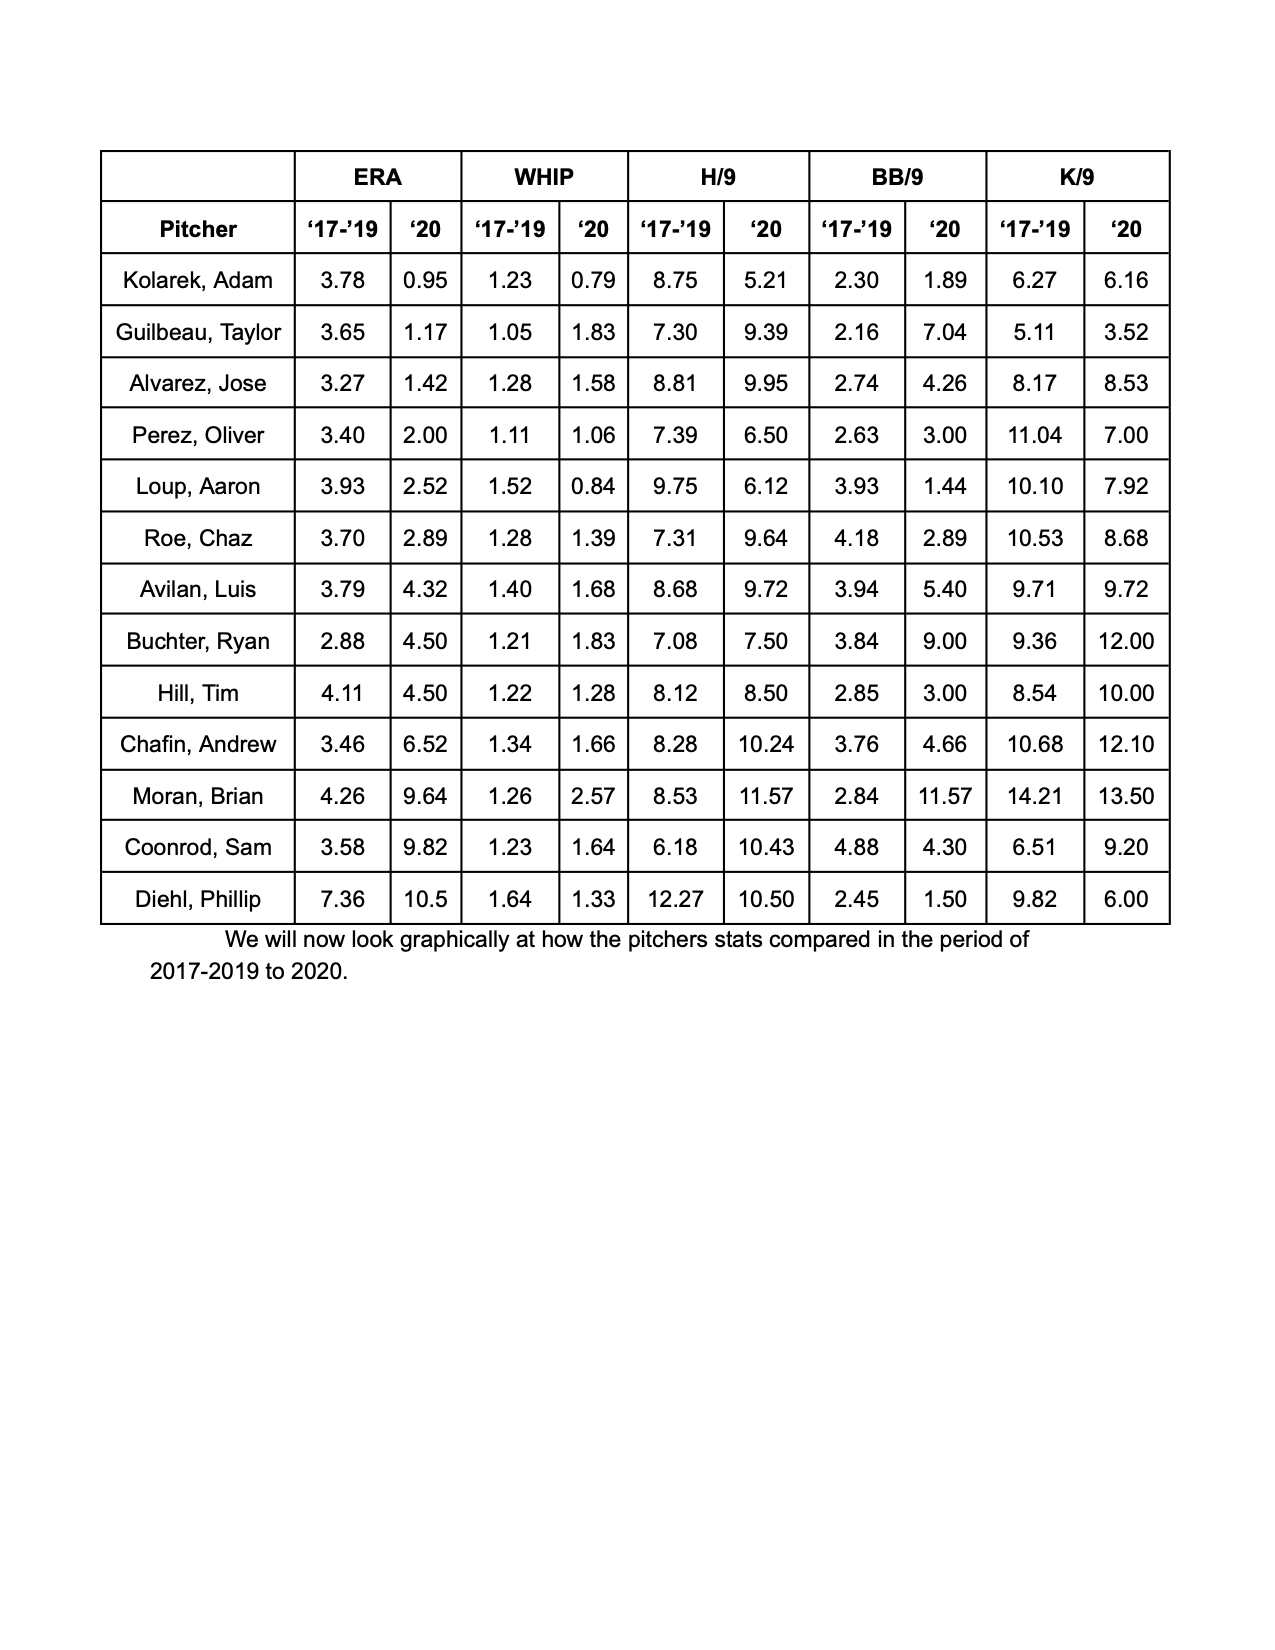 ERA WHIP H/9 BB/9 K/9
Pitcher ‘17-’19 ‘20 ‘17-’19 ‘20 ‘17-’19 ‘20 ‘17-’19 ‘20 ‘17-’19 ‘20
Kolarek, Adam 3.78 0.95 1.23 0.79 8.75 5.21 2.30 1.89 6.27 6.16
Guilbeau, Taylor 3.65 1.17 1.05 1.83 7.30 9.39 2.16 7.04 5.11 3.52
Alvarez, Jose 3.27 1.42 1.28 1.58 8.81 9.95 2.74 4.26 8.17 8.53
Perez, Oliver 3.40 2.00 1.11 1.06 7.39 6.50 2.63 3.00 11.04 7.00
Loup, Aaron 3.93 2.52 1.52 0.84 9.75 6.12 3.93 1.44 10.10 7.92
Roe, Chaz 3.70 2.89 1.28 1.39 7.31 9.64 4.18 2.89 10.53 8.68
Avilan, Luis 3.79 4.32 1.40 1.68 8.68 9.72 3.94 5.40 9.71 9.72
Buchter, Ryan 2.88 4.50 1.21 1.83 7.08 7.50 3.84 9.00 9.36 12.00
Hill, Tim 4.11 4.50 1.22 1.28 8.12 8.50 2.85 3.00 8.54 10.00
Chafin, Andrew 3.46 6.52 1.34 1.66 8.28 10.24 3.76 4.66 10.68 12.10
Moran, Brian 4.26 9.64 1.26 2.57 8.53 11.57 2.84 11.57 14.21 13.50
Coonrod, Sam 3.58 9.82 1.23 1.64 6.18 10.43 4.88 4.30 6.51 9.20
Diehl, Phillip 7.36 10.5 1.64 1.33 12.27 10.50 2.45 1.50 9.82 6.00
We will now look graphically at how the pitchers stats compared in the period of
2017-2019 to 2020.